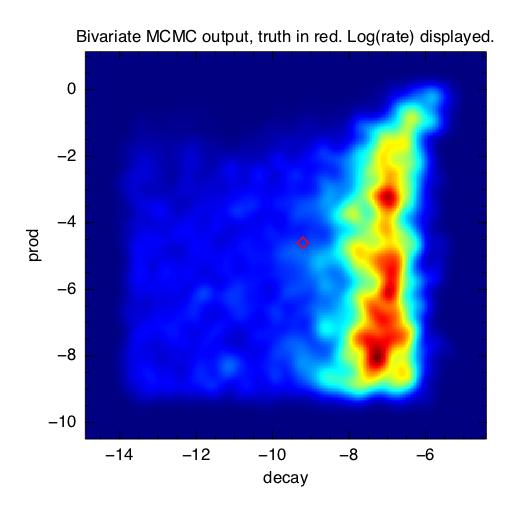 Bivariate MCMC output, truth in red. Log(rate) displayed.
0
−2
−4
−6
−8
−10
prod
−14 −12 −10 −8 −6
decay